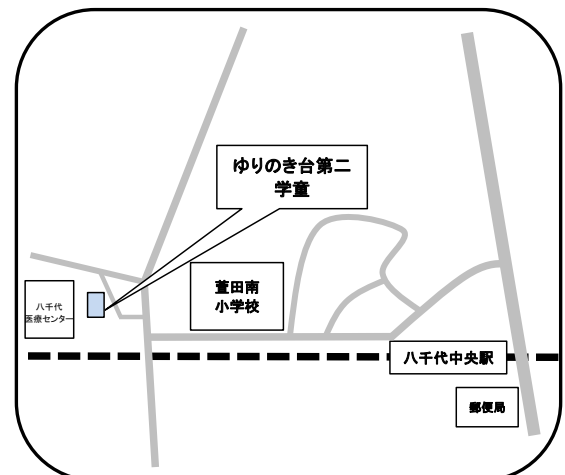 ゆりのき台第二
学童
萱田南
小学校
八千代
医療センター
八千代中央駅
郵便局